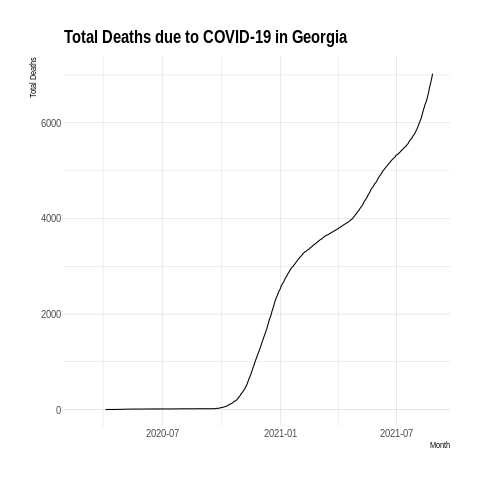 Total Deaths due to COVID-19 in Georgia
Total Deaths
6000
4000
2000
0
2020-07 2021-01 2021-07
Month